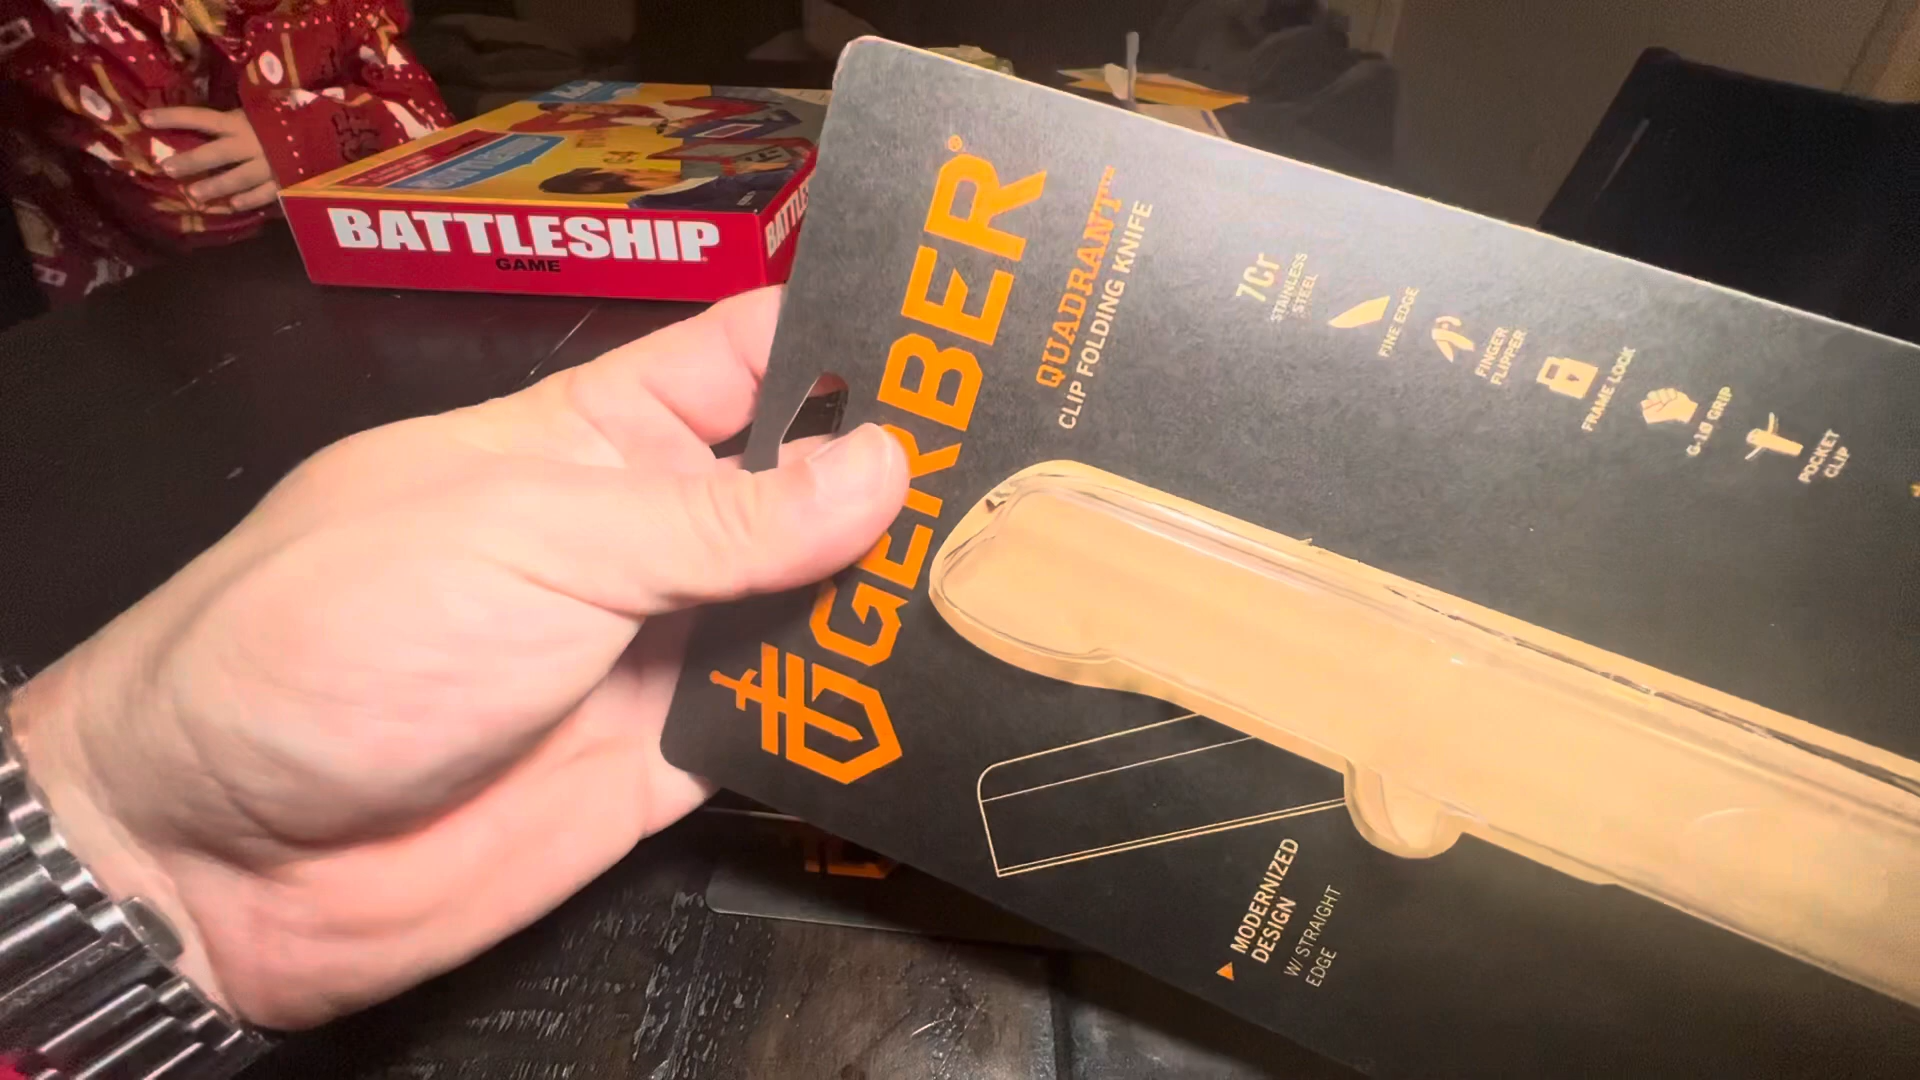 BATTLESHIP
GAME
GERBER®
QUADRANT™
CLIP FOLDING KNIFE
7Cr
STAINLESS
STEEL
FINE EDGE
FINGER
FLIPPER
FRAME LOCK
G-10 GRIP
POCKET
CLIP
MODERNIZED
DESIGN
W/ STRAIGHT
EDGE